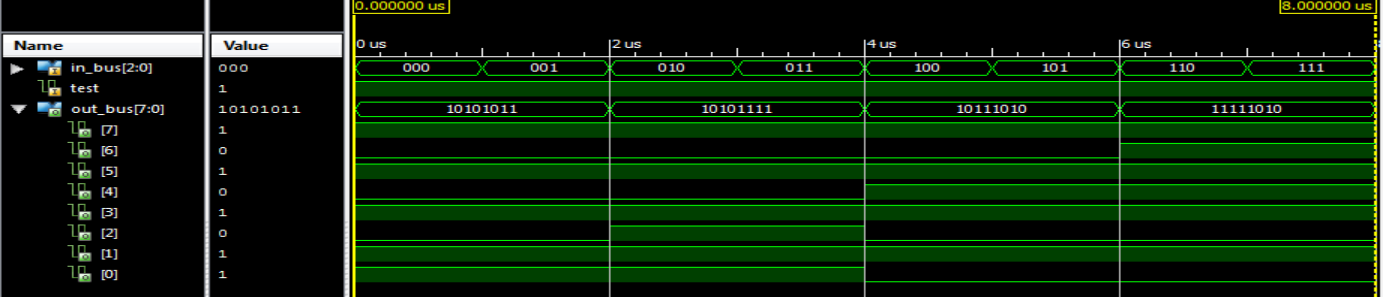 0.000000 us 8.000000 us
Name Value 0 us 2 us 4 us 6 us
in_bus[2:0] 000 000 001 010 011 100 101 110 111
test 1
out_bus[7:0] 10101011 10101011 10101111 10111010 11111010
[7] 1
[6] 0
[5] 1
[4] 0
[3] 1
[2] 0
[1] 1
[0] 1